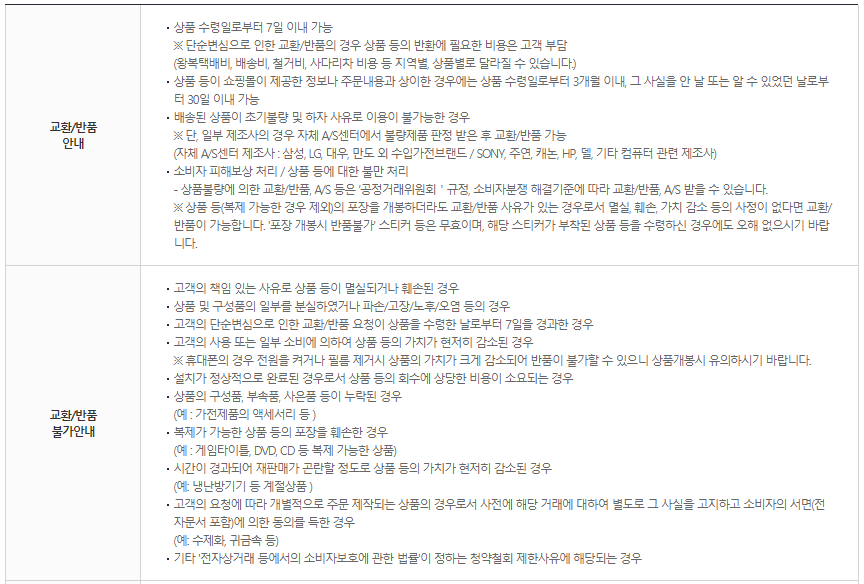 교환/반품
안내
· 상품 수령일로부터 7일 이내 가능
※ 단순변심으로 인한 교환/반품의 경우 상품 등의 반환에 필요한 비용은 고객 부담
(왕복택배비, 배송비, 철거비, 사다리차 비용 등 지역별, 상품별로 달라질 수 있습니다.)
· 상품 등이 쇼핑몰이 제공한 정보나 주문내용과 상이한 경우에는 상품 수령일로부터 3개월 이내, 그 사실을 안 날 또는 알 수 있었던 날로부
터 30일 이내 가능
· 배송된 상품이 초기불량 및 하자 사유로 이용이 불가능한 경우
※ 단, 일부 제조사의 경우 자체 A/S센터에서 불량제품 판정 받은 후 교환/반품 가능
(자체 A/S센터 제조사 : 삼성, LG, 대우, 만도 외 수입가전브랜드 / SONY, 주연, 캐논, HP, 델, 기타 컴퓨터 관련 제조사)
· 소비자 피해보상 처리 / 상품 등에 대한 불만 처리
- 상품불량에 의한 교환/반품, A/S 등은 '공정거래위원회 ' 규정, 소비자분쟁 해결기준에 따라 교환/반품, A/S 받을 수 있습니다.
※ 상품 등(복제 가능한 경우 제외)의 포장을 개봉하더라도 교환/반품 사유가 있는 경우로서 멸실, 훼손, 가치 감소 등의 사정이 없다면 교환/
반품이 가능합니다. '포장 개봉시 반품불가' 스티커 등은 무효이며, 해당 스티커가 부착된 상품 등을 수령하신 경우에도 오해 없으시기 바랍
니다.
교환/반품
불가안내
· 고객의 책임 있는 사유로 상품 등이 멸실되거나 훼손된 경우
· 상품 및 구성품의 일부를 분실하였거나 파손/고장/노후/오염 등의 경우
· 고객의 단순변심으로 인한 교환/반품 요청이 상품을 수령한 날로부터 7일을 경과한 경우
· 고객의 사용 또는 일부 소비에 의하여 상품 등의 가치가 현저히 감소된 경우
※ 휴대폰의 경우 전원을 켜거나 필름 제거시 상품의 가치가 크게 감소되어 반품이 불가할 수 있으니 상품개봉시 유의하시기 바랍니다.
· 설치가 정상적으로 완료된 경우로서 상품 등의 회수에 상당한 비용이 소요되는 경우
· 상품의 구성품, 부속품, 사은품 등이 누락된 경우
(예 : 가전제품의 액세서리 등 )
· 복제가 가능한 상품 등의 포장을 훼손한 경우
(예 : 게임타이틀, DVD, CD 등 복제 가능한 상품)
· 시간이 경과되어 재판매가 곤란할 정도로 상품 등의 가치가 현저히 감소된 경우
(예: 냉난방기기 등 계절상품 )
· 고객의 요청에 따라 개별적으로 주문 제작되는 상품의 경우로서 사전에 해당 거래에 대하여 별도로 그 사실을 고지하고 소비자의 서면(전
자문서 포함)에 의한 동의를 득한 경우
(예: 수제화, 귀금속 등)
· 기타 '전자상거래 등에서의 소비자보호에 관한 법률'이 정하는 청약철회 제한사유에 해당되는 경우